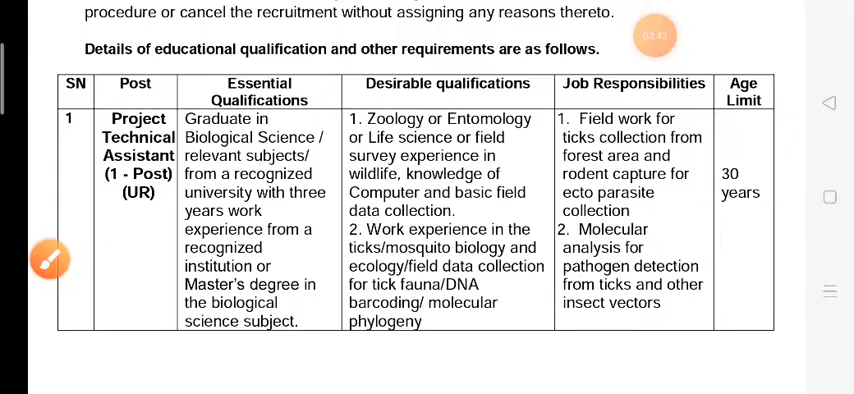 procedure or cancel the recruitment without assigning any reasons thereto.
03:42
Details of educational qualification and other requirements are as follows.
SN Post Essential Qualifications Desirable qualifications Job Responsibilities Age Limit
1
Project
Technical
Assistant
(1 - Post)
(UR)
Graduate in
Biological Science /
relevant subjects/
from a recognized
university with three
years work
experience from a
recognized
institution or
Master's degree in
the biological
science subject.
1. Zoology or Entomology
or Life science or field
survey experience in
wildlife, knowledge of
Computer and basic field
data collection.
2. Work experience in the
ticks/mosquito biology and
ecology/field data collection
for tick fauna/DNA
barcoding/ molecular
phylogeny
1. Field work for
ticks collection from
forest area and
rodent capture for
ecto parasite
collection
2. Molecular
analysis for
pathogen detection
from ticks and other
insect vectors
30
years